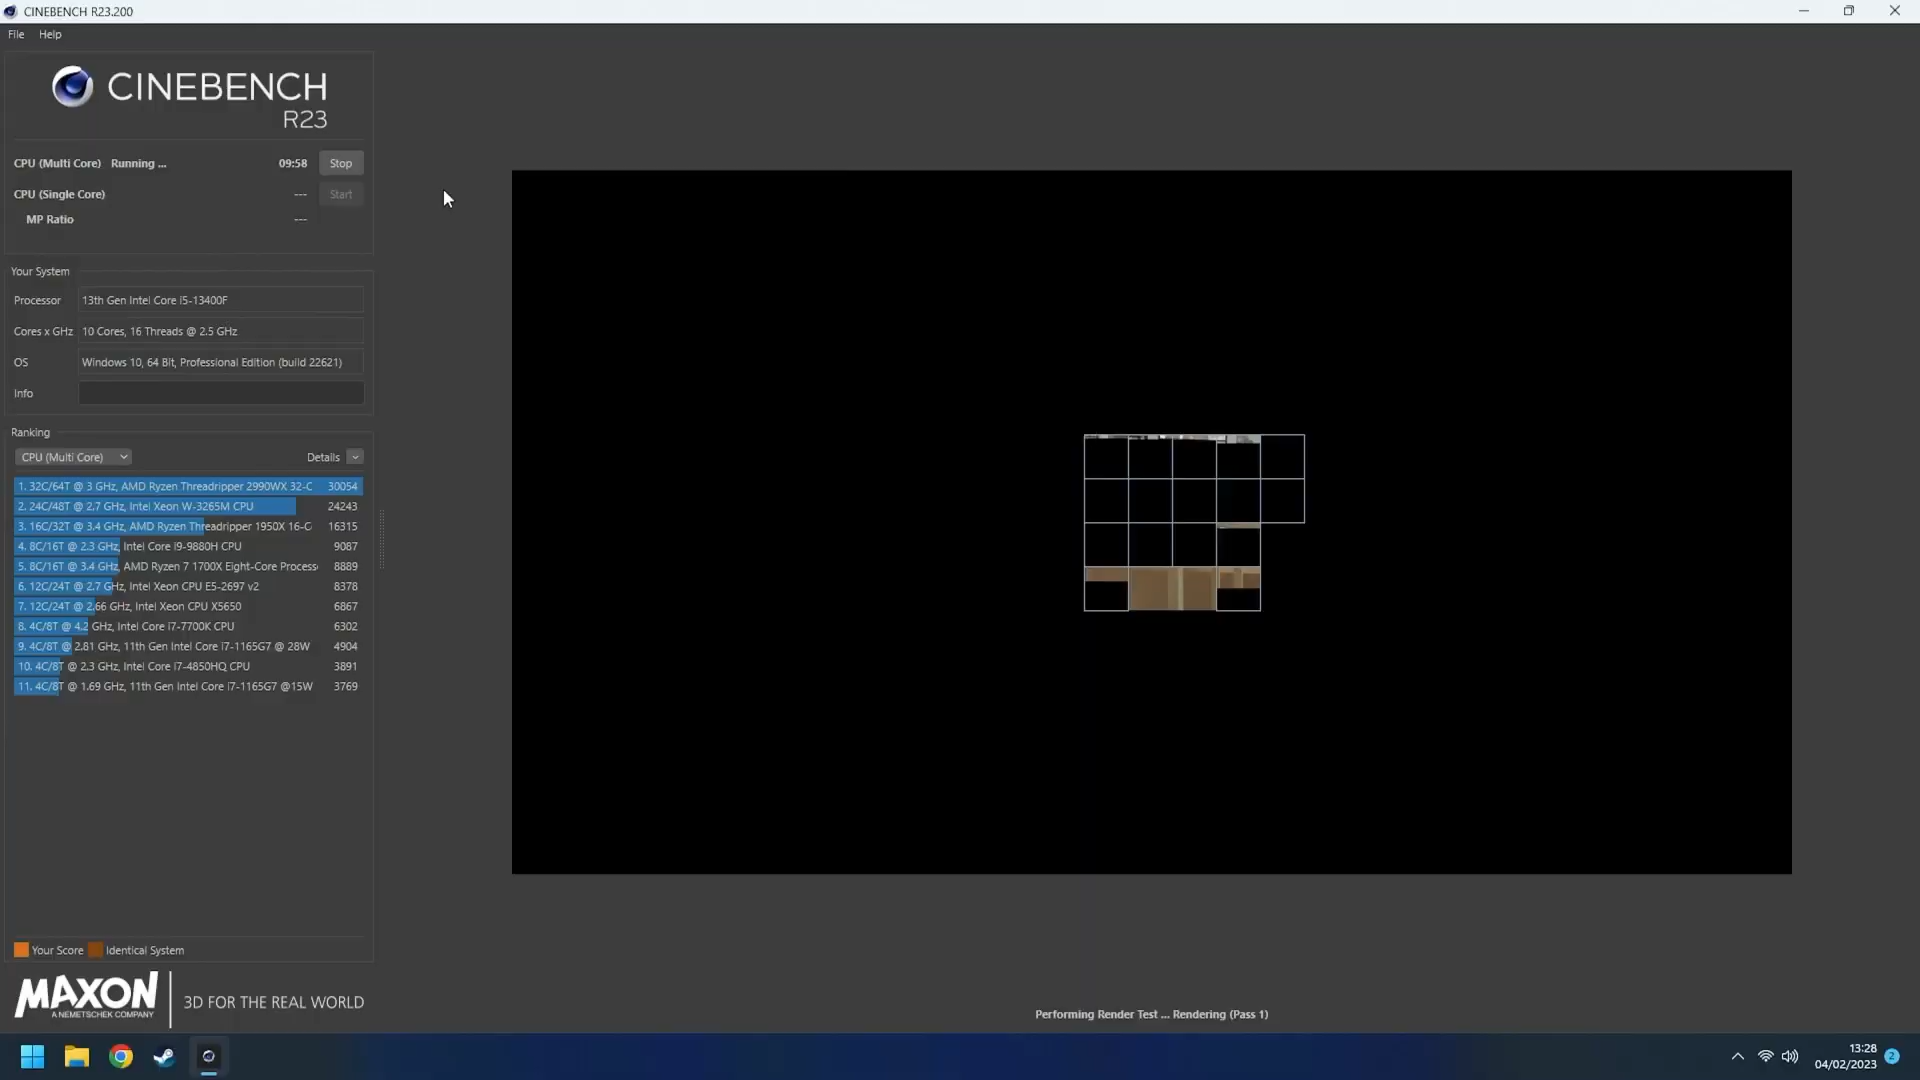 CINEBENCH R23.200
File Help
CINEBENCH
R23
CPU (Multi Core) Running ... 09:58 Stop
CPU (Single Core) --- Start
MP Ratio ---
Your System
Processor 13th Gen Intel Core i5-13400F
Cores x GHz 10 Cores, 16 Threads @ 2.5 GHz
OS Windows 10, 64 Bit, Professional Edition (build 22621)
Info
Ranking
CPU (Multi Core) Details
1. 32C/64T @ 3 GHz, AMD Ryzen Threadripper 2990WX 32-C 30054
2. 24C/48T @ 2.7 GHz, Intel Xeon W-3265M CPU 24243
3. 16C/32T @ 3.4 GHz, AMD Ryzen Threadripper 1950X 16-C 16315
4. 8C/16T @ 2.3 GHz, Intel Core i9-9880H CPU 9087
5. 8C/16T @ 3.4 GHz, AMD Ryzen 7 1700X Eight-Core Process 8889
6. 12C/24T @ 2.7 GHz, Intel Xeon CPU E5-2697 v2 8378
7. 12C/24T @ 2.66 GHz, Intel Xeon CPU X5650 6867
8. 4C/8T @ 4.2 GHz, Intel Core i7-7700K CPU 6302
9. 4C/8T @ 2.81 GHz, 11th Gen Intel Core i7-1165G7 @ 28W 4904
10. 4C/8T @ 2.3 GHz, Intel Core i7-4850HQ CPU 3891
11. 4C/8T @ 1.69 GHz, 11th Gen Intel Core i7-1165G7 @15W 3769
Your Score Identical System
MAXON
A NEMETSCHEK COMPANY
3D FOR THE REAL WORLD
Performing Render Test ... Rendering (Pass 1)
13:28
04/02/2023
2